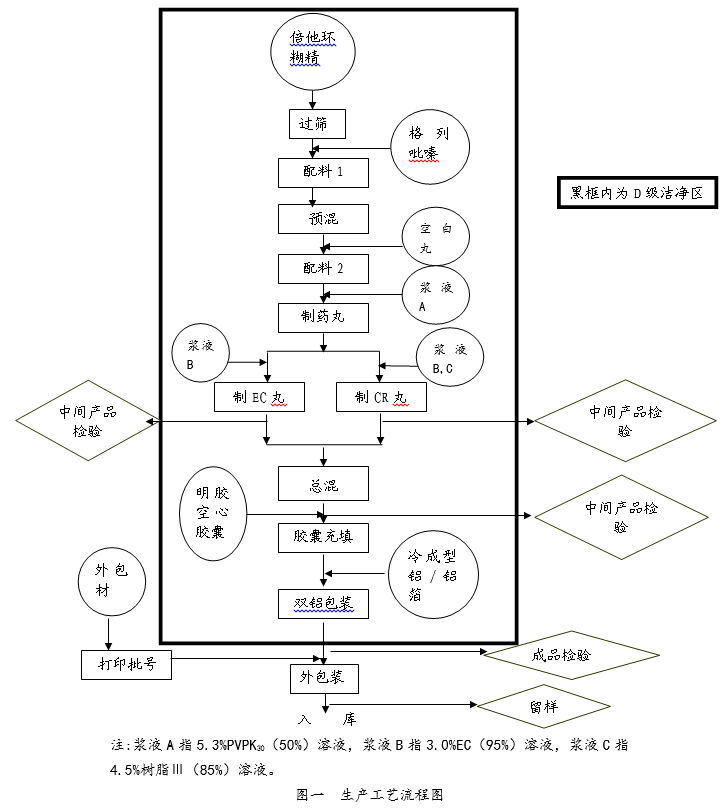 倍他环
糊精
过筛
格 列
吡嗪
配料 1
黑框内为 D 级洁净区
预混
空 白
丸
配料 2
浆 液
A
制药丸
浆液
B
浆 液
B,C
制 EC 丸
制 CR 丸
中间产品
检验
中间产品检
验
总混
明 胶
空 心
胶囊
中间产品检
验
胶囊充填
冷成型
铝 / 铝
箔
外 包
材
双铝包装
打印批号
成品检验
外包装
留样
入 库
注:浆液 A 指 5.3%PVPK30（50%）溶液，浆液 B 指 3.0%EC（95%）溶液，浆液 C 指
4.5%树脂Ⅲ（85%）溶液。
图一 生产工艺流程图